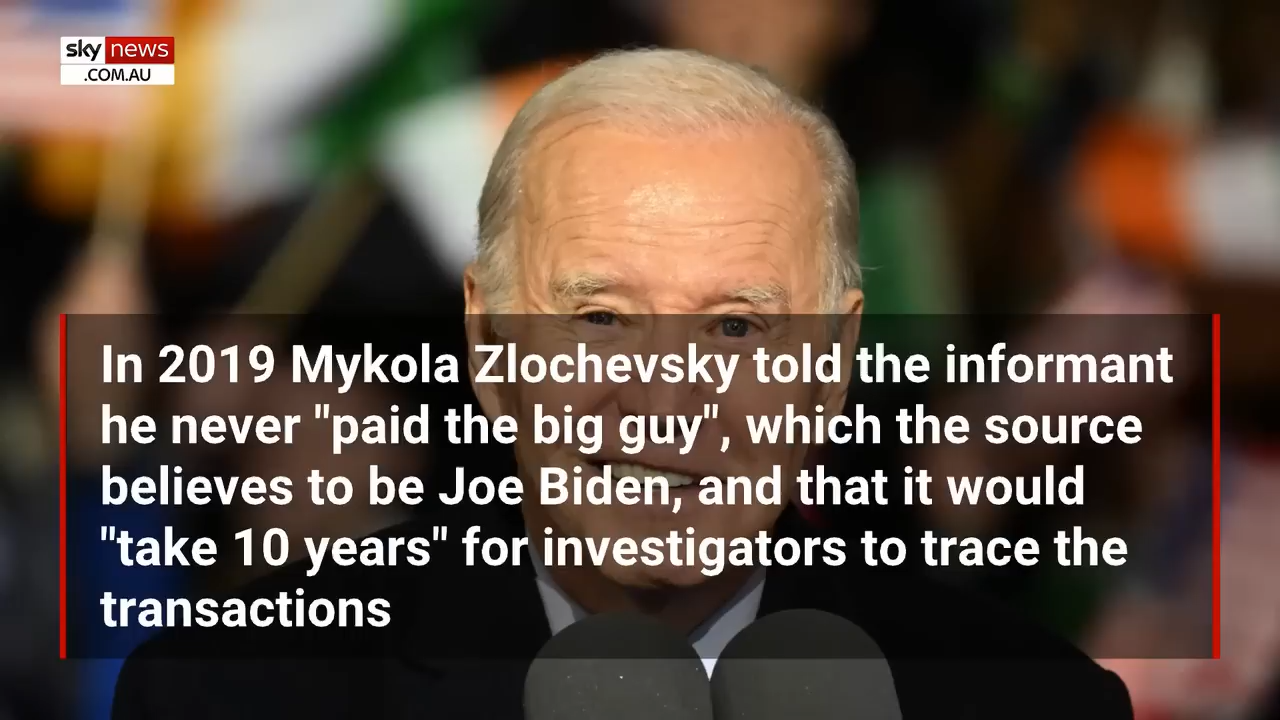 sky news
.COM.AU
In 2019 Mykola Zlochevsky told the informant
he never "paid the big guy", which the source
believes to be Joe Biden, and that it would
"take 10 years" for investigators to trace the
transactions